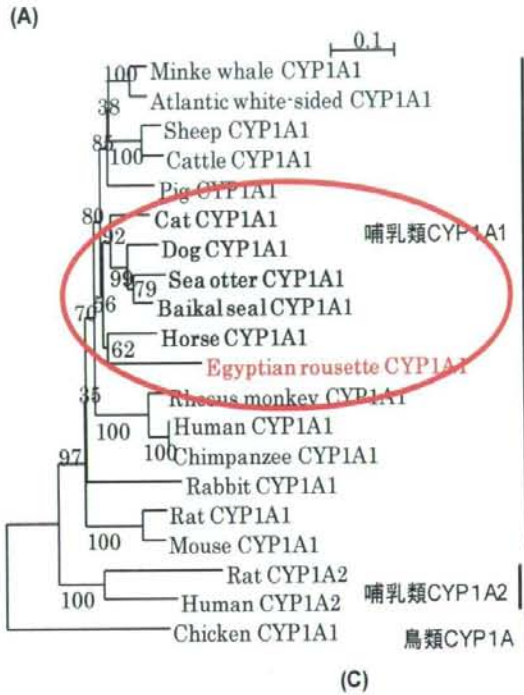 (A)
0.1
100 Minke whale CYP1A1
Atlantic white-sided CYP1A1
38
Sheep CYP1A1
85
100 Cattle CYP1A1
Pig CYP1A1
80 Cat CYP1A1
92 哺乳類CYP1A1
Dog CYP1A1
99 Sea otter CYP1A1
79
56 Baikal seal CYP1A1
70 Horse CYP1A1
62
Egyptian rousette CYP1A1
35 Rhesus monkey CYP1A1
100 Human CYP1A1
100 Chimpanzee CYP1A1
97
Rabbit CYP1A1
Rat CYP1A1
100 Mouse CYP1A1
Rat CYP1A2
100 Human CYP1A2 哺乳類CYP1A2
Chicken CYP1A1 鳥類CYP1A
(C)